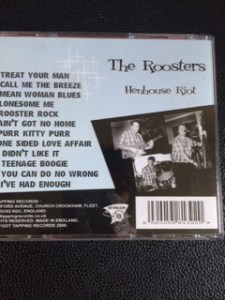 The Roosters
Henhouse Riot
TREAT YOUR MAN
CALL ME THE BREEZE
MEAN WOMAN BLUES
LONESOME ME
ROOSTER ROCK
AIN'T GOT NO HOME
PURR KITTY PURR
ONE SIDED LOVE AFFAIR
I DIDN'T LIKE IT
TEENAGE BOOGIE
YOU CAN DO NO WRONG
I'VE HAD ENOUGH
TAPPING RECORDS
AVENUE, CHURCH CROOKHAM, FLEET,
ENGLAND
MADE IN ENGLAND.
FOOT TAPPING RECORDS